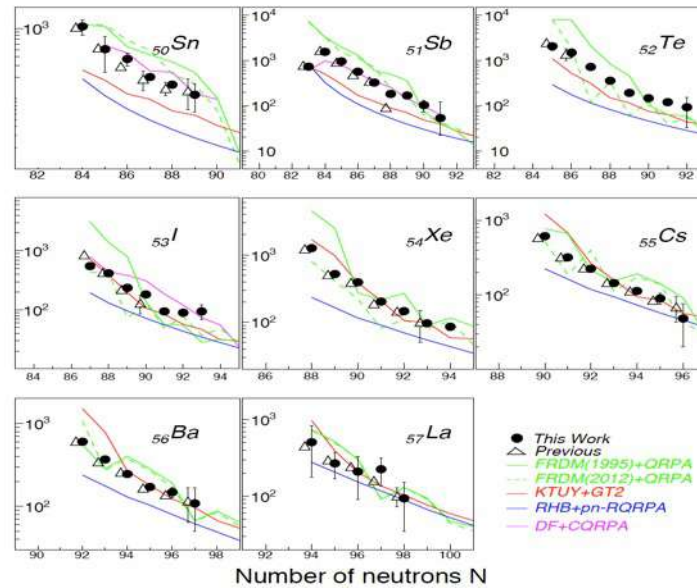 10³
50Sn
82 84 86 88 90
10⁴
10³
10²
10
51Sb
82 84 86 88 90 92
10⁴
10³
10²
10
52Te
84 86 88 90 92
10³
10²
53I
84 86 88 90 92 94
10³
10²
54Xe
88 90 92 94
10³
10²
55Cs
88 90 92 94 96
10³
10²
56Ba
92 94 96 98
10³
10²
57La
92 94 96 98 100
This Work
Previous
FRDM(1995)+QRPA
FRDM(2012)+QRPA
KTUY+GT2
RHB+pn-RQRPA
DF+CQRPA
Number of neutrons N